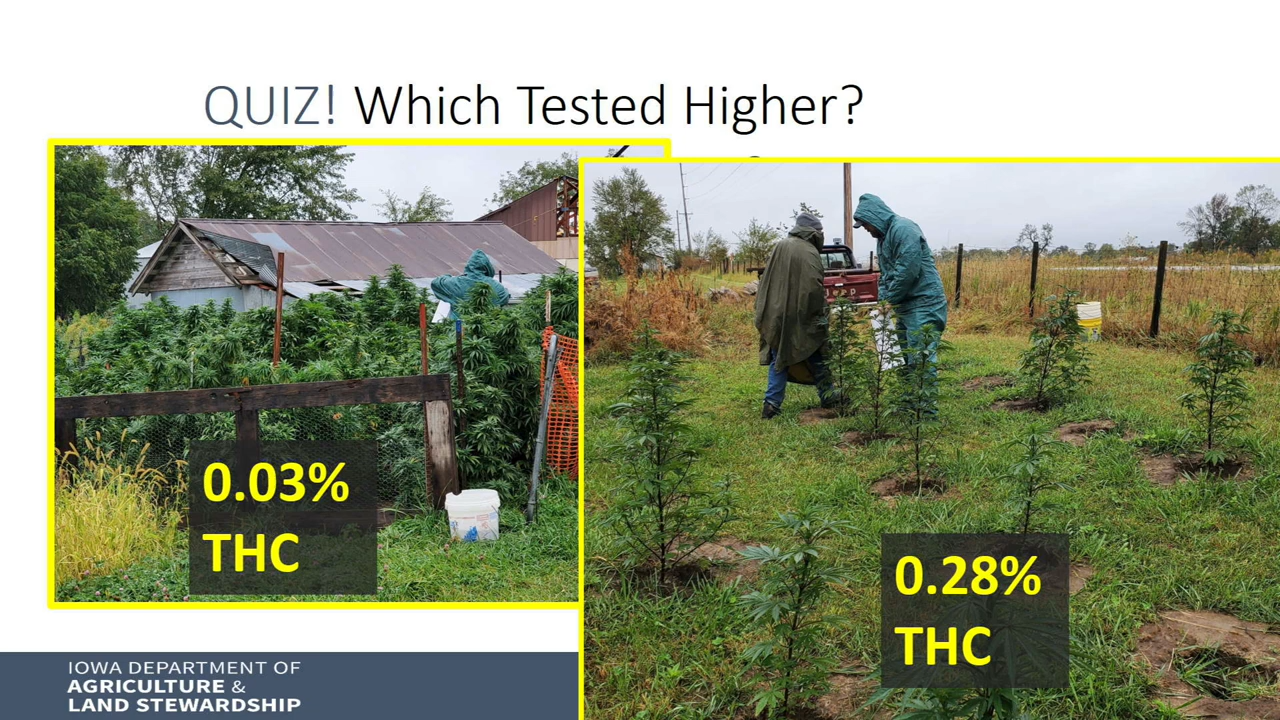 QUIZ! Which Tested Higher?
0.03%
THC
0.28%
THC
IOWA DEPARTMENT OF
AGRICULTURE &
LAND STEWARDSHIP